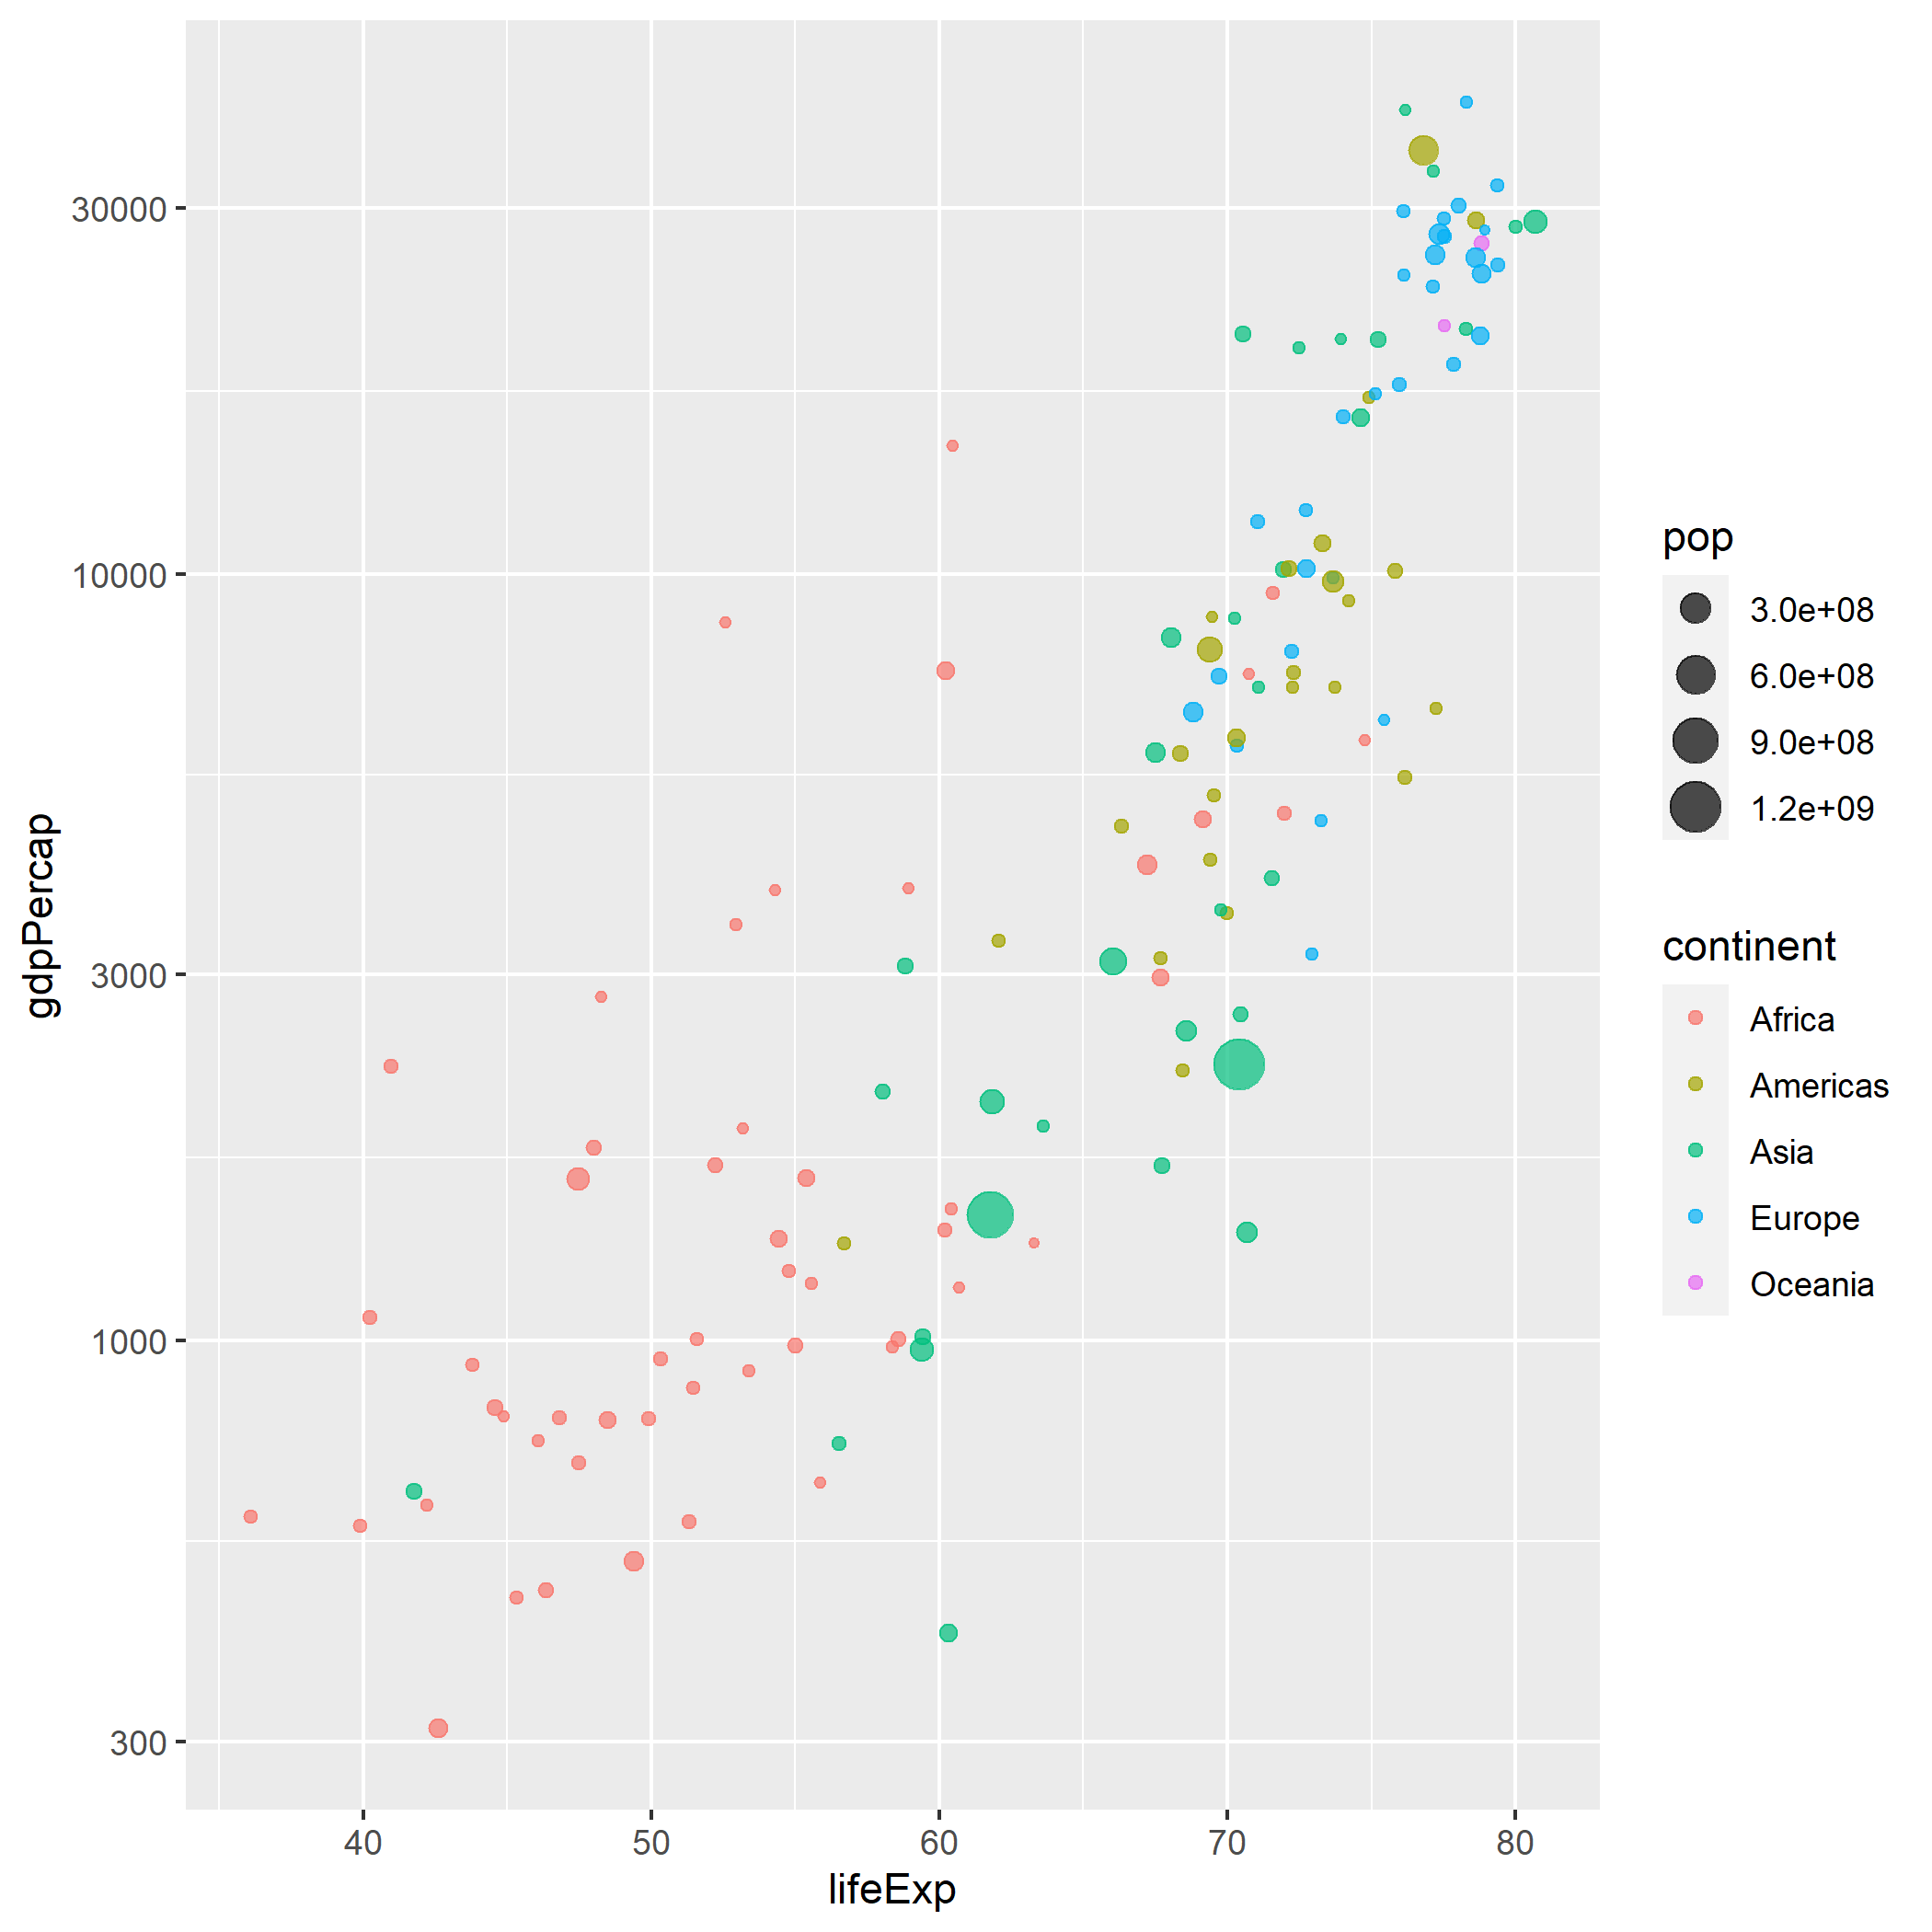 30000
10000
3000
1000
300
gdpPercap
40 50 60 70 80
lifeExp
pop
3.0e+08
6.0e+08
9.0e+08
1.2e+09
continent
Africa
Americas
Asia
Europe
Oceania